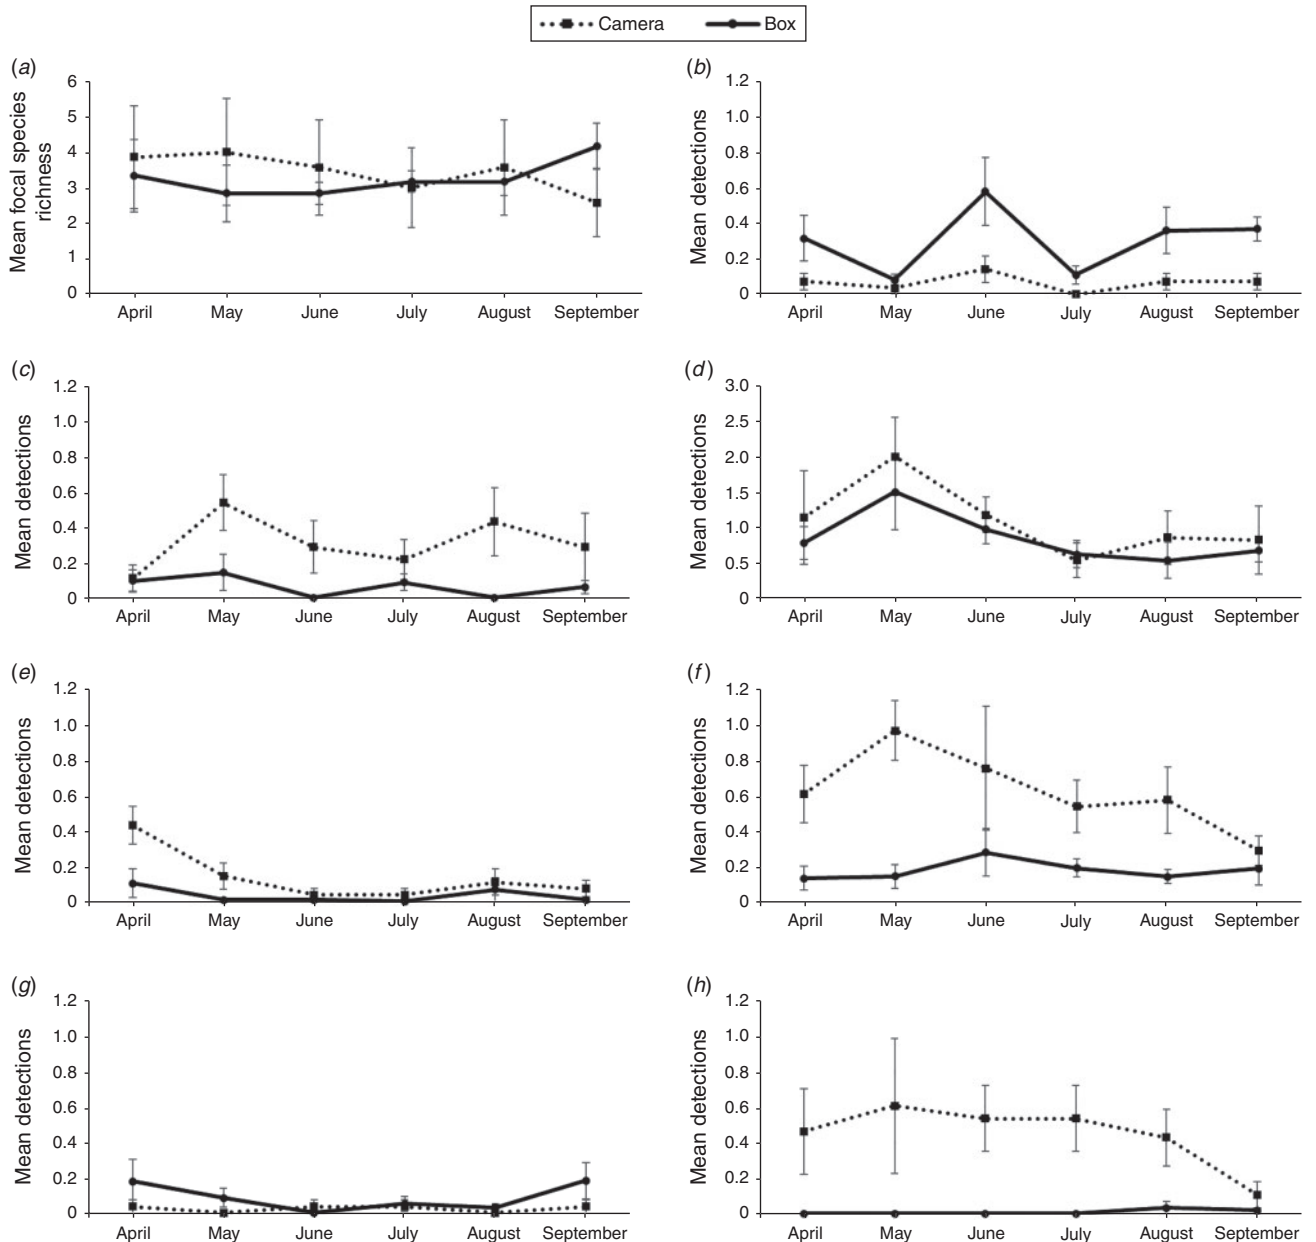 Camera Box
(a)
Mean focal species
richness
6
5
4
3
2
1
0
April May June July August September
(b)
Mean detections
1.2
1.0
0.8
0.6
0.4
0.2
0
April May June July August September
(c)
Mean detections
1.2
1.0
0.8
0.6
0.4
0.2
0
April May June July August September
(d)
Mean detections
3.0
2.5
2.0
1.5
1.0
0.5
0
April May June July August September
(e)
Mean detections
1.2
1.0
0.8
0.6
0.4
0.2
0
April May June July August September
(f)
Mean detections
1.2
1.0
0.8
0.6
0.4
0.2
0
April May June July August September
(g)
Mean detections
1.2
1.0
0.8
0.6
0.4
0.2
0
April May June July August September
(h)
Mean detections
1.2
1.0
0.8
0.6
0.4
0.2
0
April May June July August September